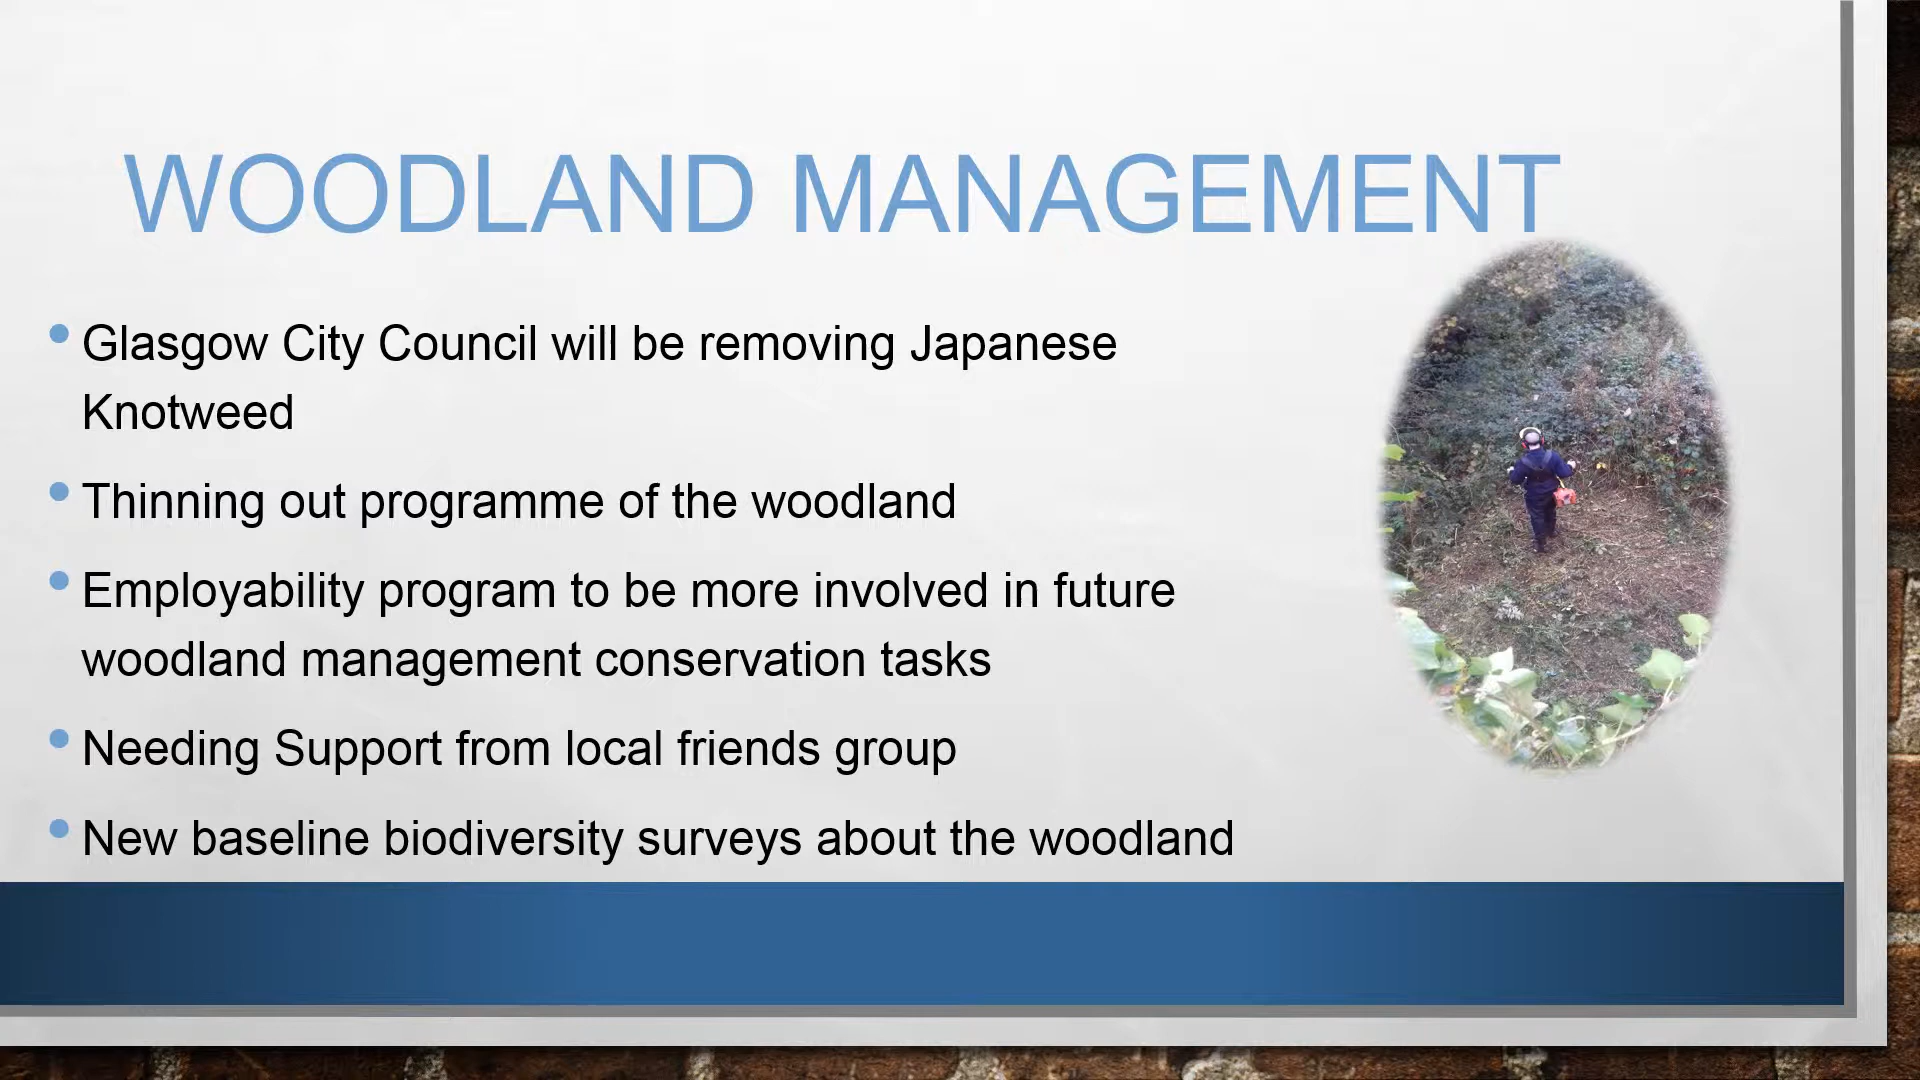 WOODLAND MANAGEMENT
Glasgow City Council will be removing Japanese
Knotweed
Thinning out programme of the woodland
Employability program to be more involved in future
woodland management conservation tasks
Needing Support from local friends group
New baseline biodiversity surveys about the woodland